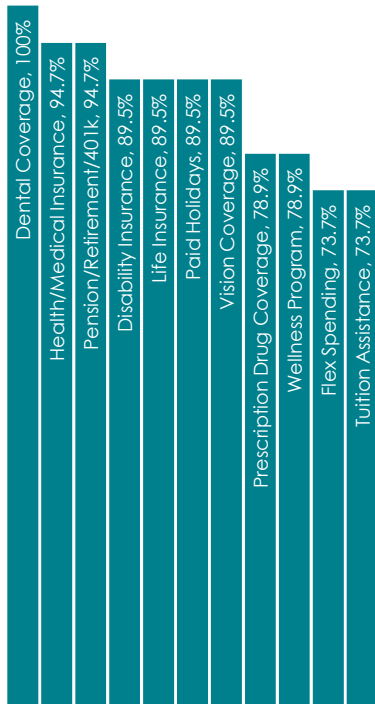 Dental Coverage, 100%
Health/Medical Insurance, 94.7%
Pension/Retirement/401k, 94.7%
Disability Insurance, 89.5%
Life Insurance, 89.5%
Paid Holidays, 89.5%
Vision Coverage, 89.5%
Prescription Drug Coverage, 78.9%
Wellness Program, 78.9%
Flex Spending, 73.7%
Tuition Assistance, 73.7%